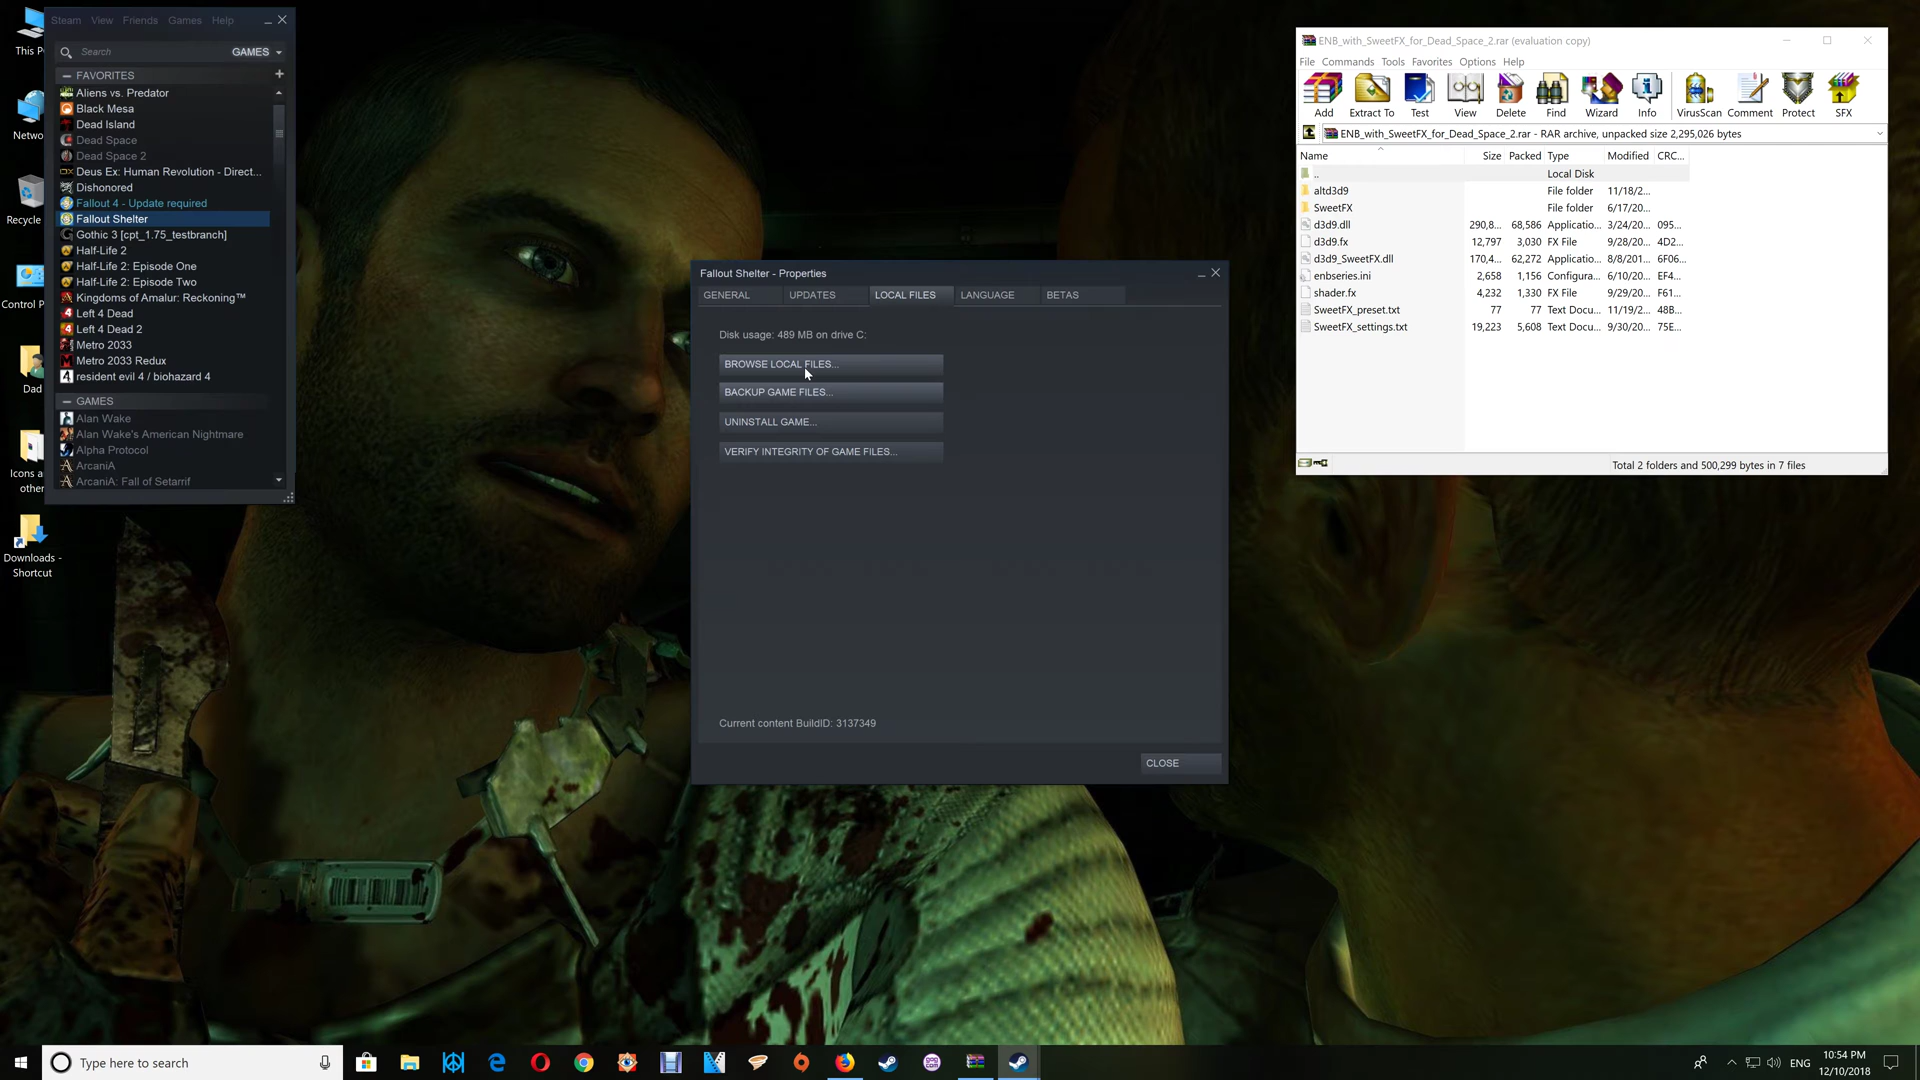 This P
Netwo
Recycle
Control P
Dad
Icons a
other
Downloads -
Shortcut
Steam View Friends Games Help
Search GAMES
FAVORITES
Aliens vs. Predator
Black Mesa
Dead Island
Dead Space
Dead Space 2
Deus Ex: Human Revolution - Direct...
Dishonored
Fallout 4 - Update required
Fallout Shelter
Gothic 3 [cpt_1.75_testbranch]
Half-Life 2
Half-Life 2: Episode One
Half-Life 2: Episode Two
Kingdoms of Amalur: Reckoning™
Left 4 Dead
Left 4 Dead 2
Metro 2033
Metro 2033 Redux
resident evil 4 / biohazard 4
GAMES
Alan Wake
Alan Wake's American Nightmare
Alpha Protocol
ArcaniA
ArcaniA: Fall of Setarrif
Fallout Shelter - Properties
GENERAL UPDATES LOCAL FILES LANGUAGE BETAS
Disk usage: 489 MB on drive C:
BROWSE LOCAL FILES...
BACKUP GAME FILES...
UNINSTALL GAME...
VERIFY INTEGRITY OF GAME FILES...
Current content BuildID: 3137349
CLOSE
ENB_with_SweetFX_for_Dead_Space_2.rar (evaluation copy)
File Commands Tools Favorites Options Help
Add Extract To Test View Delete Find Wizard Info VirusScan Comment Protect SFX
ENB_with_SweetFX_for_Dead_Space_2.rar - RAR archive, unpacked size 2,295,026 bytes
Name Size Packed Type Modified CRC...
.. Local Disk
altd3d9 File folder 11/18/2...
SweetFX File folder 6/17/20...
d3d9.dll 290,8... 68,586 Applicatio... 3/24/20... 095...
d3d9.fx 12,797 3,030 FX File 9/28/20... 4D2...
d3d9_SweetFX.dll 170,4... 62,272 Applicatio... 8/8/201... 6F06...
enbseries.ini 2,658 1,156 Configura... 6/10/20... EF4...
shader.fx 4,232 1,330 FX File 9/29/20... F61...
SweetFX_preset.txt 77 77 Text Docu... 11/19/2... 48B...
SweetFX_settings.txt 19,223 5,608 Text Docu... 9/30/20... 75E...
Total 2 folders and 500,299 bytes in 7 files
Type here to search
ENG
10:54 PM
12/10/2018